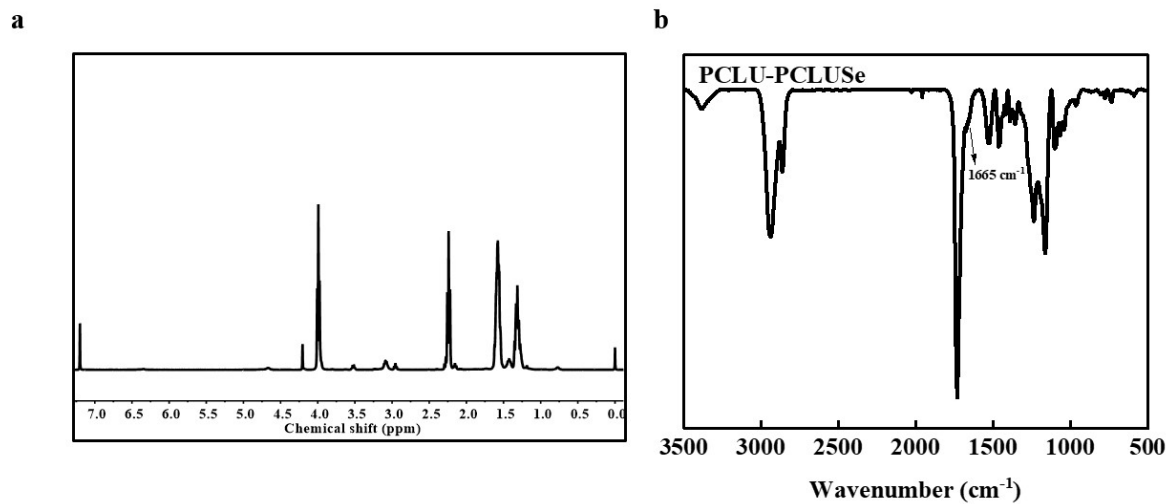 a
7.0 6.5 6.0 5.5 5.0 4.5 4.0 3.5 3.0 2.5 2.0 1.5 1.0 0.5 0.0
Chemical shift (ppm)
b
PCLU-PCLUSe
1665 cm⁻¹
3500 3000 2500 2000 1500 1000 500
Wavenumber (cm⁻¹)